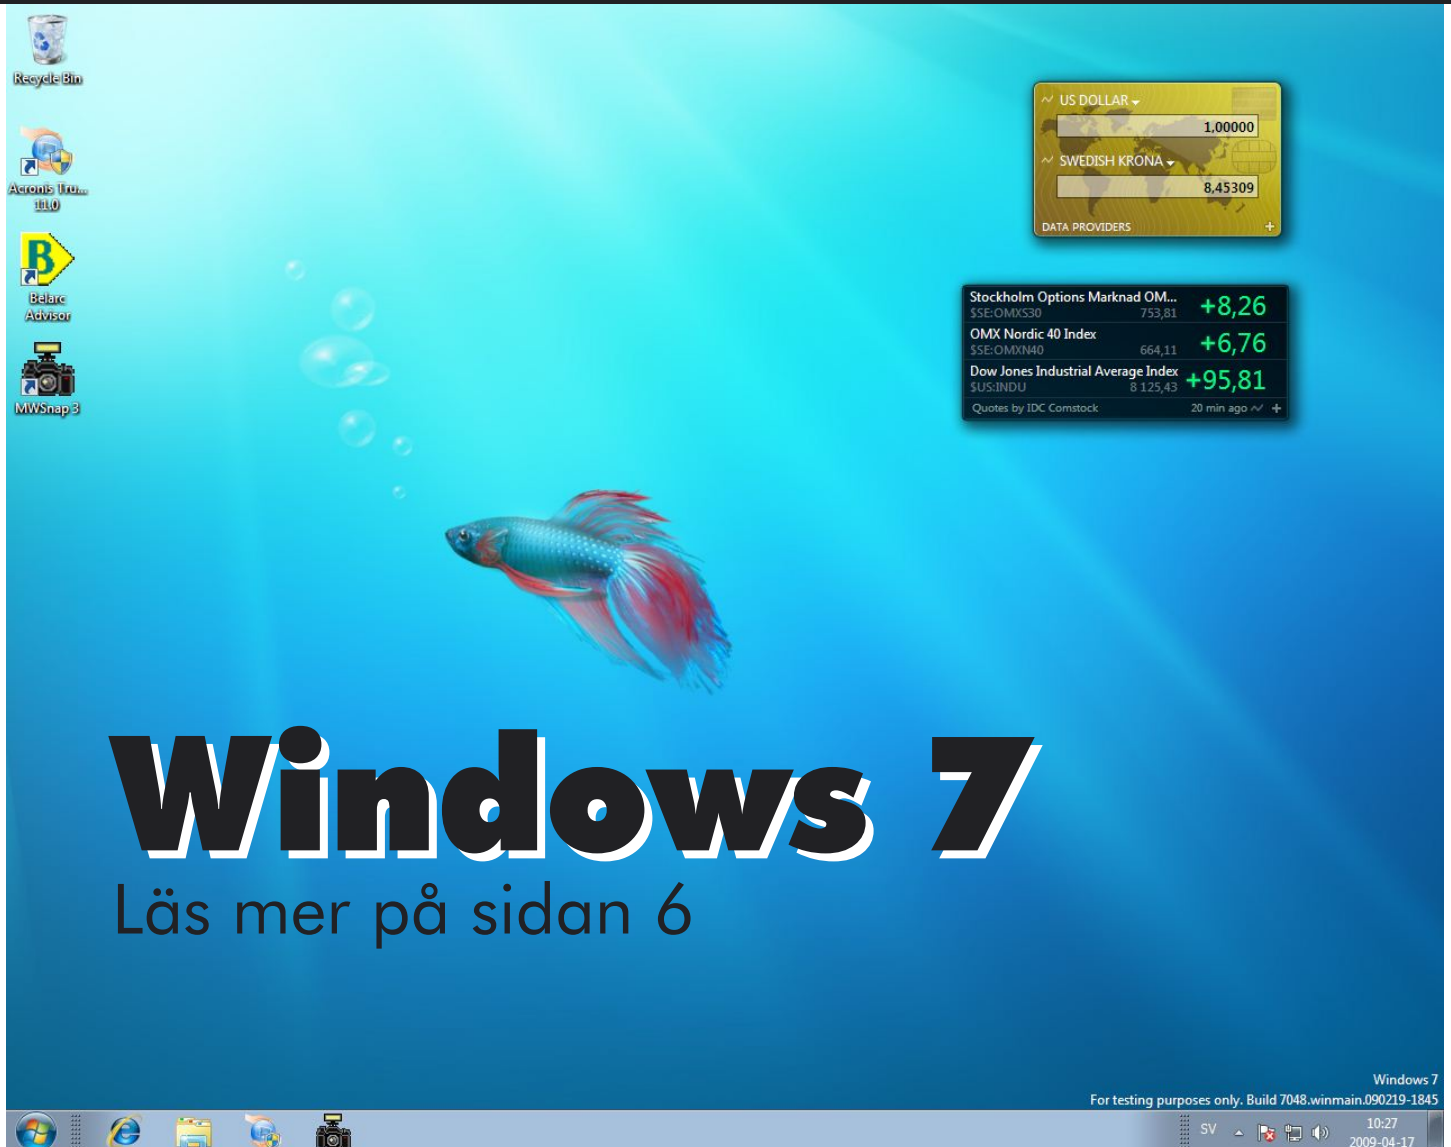 Recycle Bin
Acronis Tru...
11.0
Belarc
Advisor
MWSnap 3
US DOLLAR
1,00000
SWEDISH KRONA
8,45309
DATA PROVIDERS
Stockholm Options Marknad OM... +8,26
$SE:OMXS30 753,81
OMX Nordic 40 Index +6,76
$SE:OMXN40 664,11
Dow Jones Industrial Average Index +95,81
$US:INDU 8 125,43
Quotes by IDC Comstock 20 min ago
Windows 7
Läs mer på sidan 6
Windows 7
For testing purposes only. Build 7048.winmain.090219-1845
SV
10:27
2009-04-17